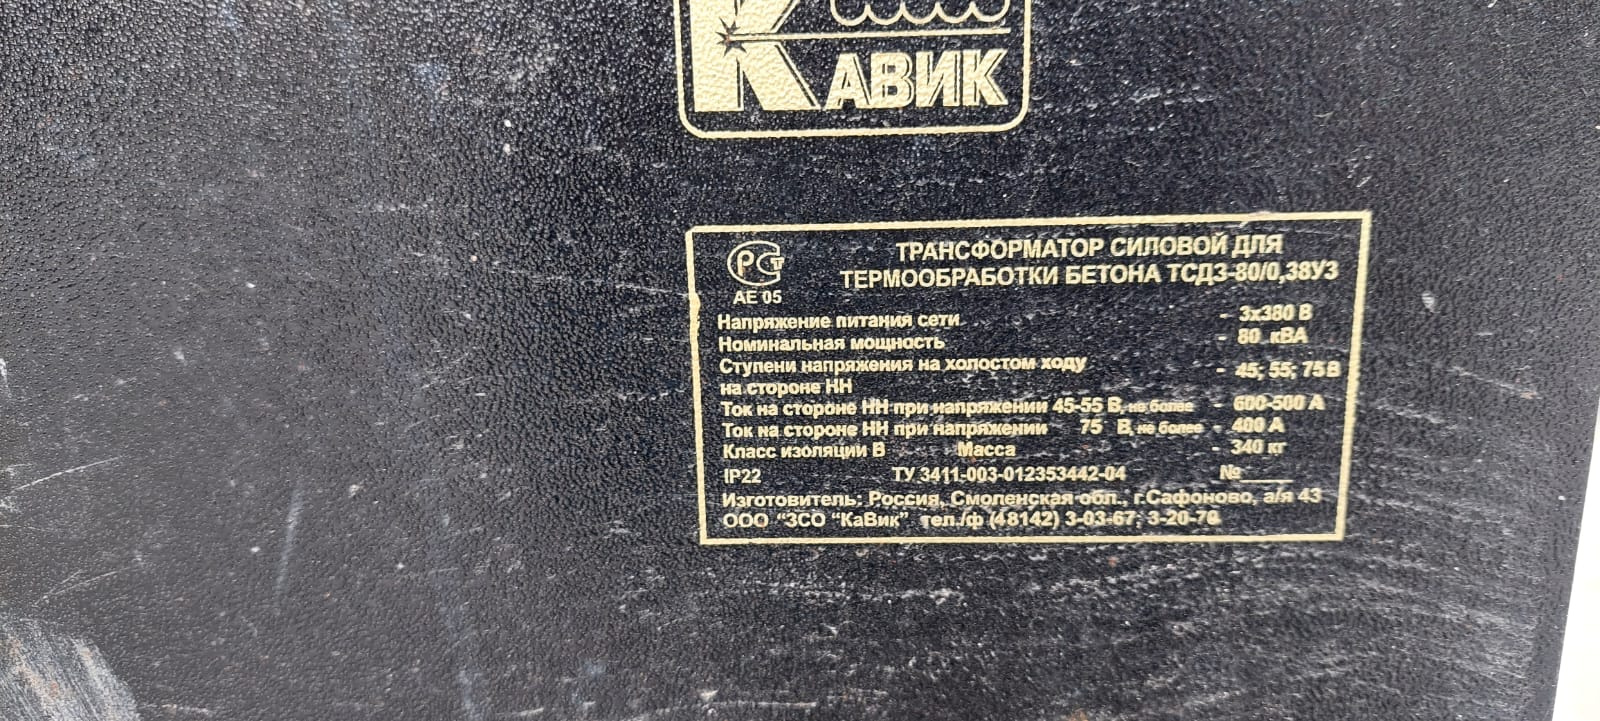 КАВИК
РСТ
АЕ 05
ТРАНСФОРМАТОР СИЛОВОЙ ДЛЯ
ТЕРМООБРАБОТКИ БЕТОНА ТСДЗ-80/0,38У3
Напряжение питания сети - 3х380 В
Номинальная мощность - 80 кВА
Ступени напряжения на холостом ходу
на стороне НН - 45; 55; 75 В
Ток на стороне НН при напряжении 45-55 В, не более - 600-500 А
Ток на стороне НН при напряжении 75 В, не более - 400 А
Класс изоляции В Масса - 340 кг
IP22 ТУ 3411-003-012353442-04 №____
Изготовитель: Россия, Смоленская обл., г.Сафоново, а/я 43
ООО "ЗСО "КаВик" тел./ф (48142) 3-03-67; 3-20-70